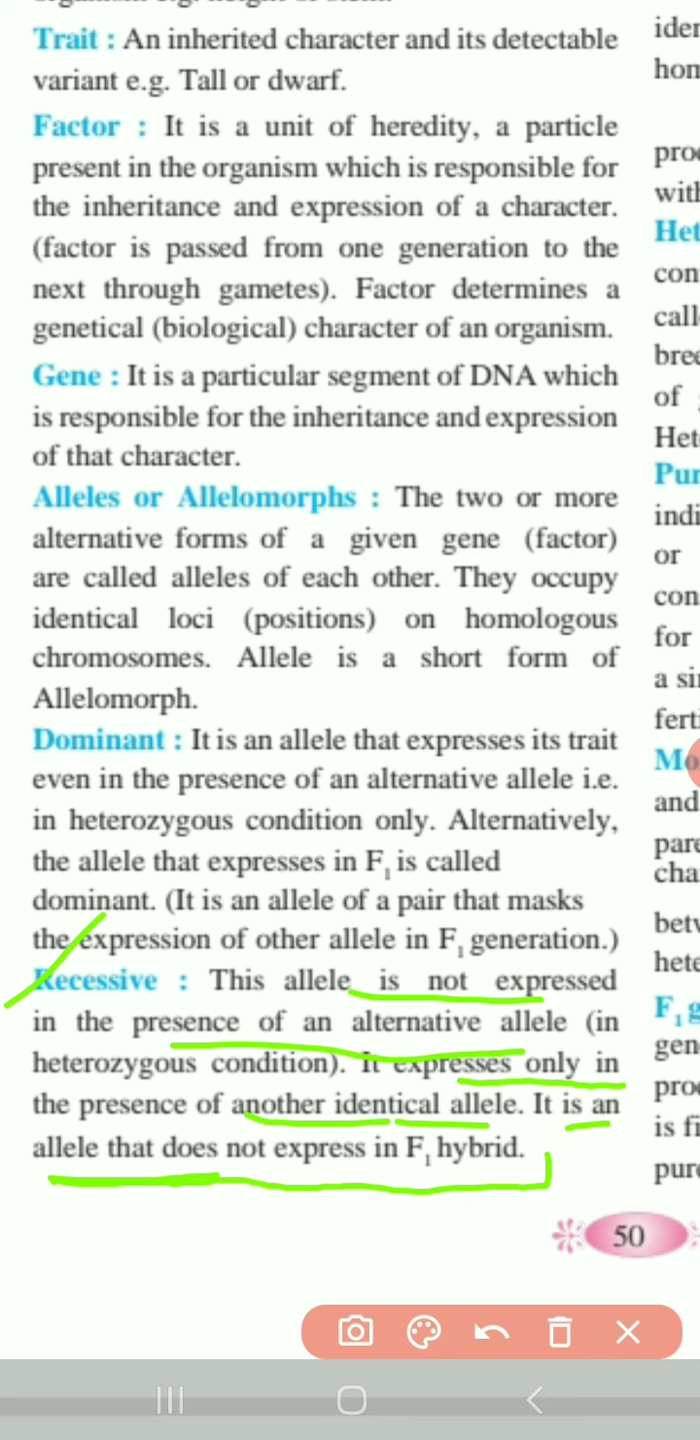 Trait : An inherited character and its detectable
variant e.g. Tall or dwarf.
Factor : It is a unit of heredity, a particle
present in the organism which is responsible for
the inheritance and expression of a character.
(factor is passed from one generation to the
next through gametes). Factor determines a
genetical (biological) character of an organism.
Gene : It is a particular segment of DNA which
is responsible for the inheritance and expression
of that character.
Alleles or Allelomorphs : The two or more
alternative forms of a given gene (factor)
are called alleles of each other. They occupy
identical loci (positions) on homologous
chromosomes. Allele is a short form of
Allelomorph.
Dominant : It is an allele that expresses its trait
even in the presence of an alternative allele i.e.
in heterozygous condition only. Alternatively,
the allele that expresses in F₁ is called
dominant. (It is an allele of a pair that masks
the expression of other allele in F₁ generation.)
Recessive : This allele is not expressed
in the presence of an alternative allele (in
heterozygous condition). It expresses only in
the presence of another identical allele. It is an
allele that does not express in F₁ hybrid.
or
of
for
a
and
F₁
is
50